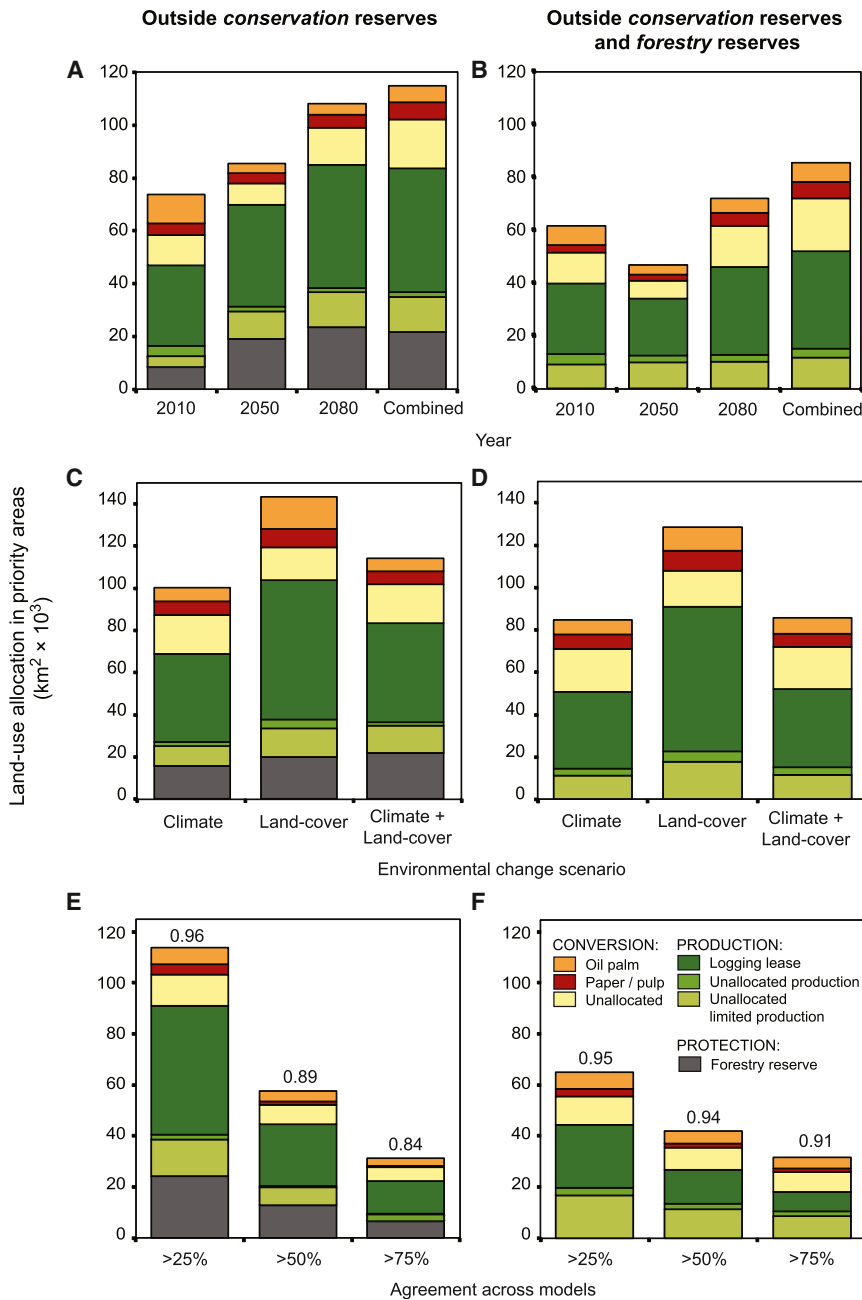 Outside conservation reserves
Outside conservation reserves
and forestry reserves
A
120
100
80
60
40
20
0
2010
2050
2080
Combined
B
120
100
80
60
40
20
0
2010
2050
2080
Combined
Year
Land-use allocation in priority areas
(km² × 10³)
C
140
120
100
80
60
40
20
0
Climate
Land-cover
Climate +
Land-cover
D
140
120
100
80
60
40
20
0
Climate
Land-cover
Climate +
Land-cover
Environmental change scenario
E
120
100
80
60
40
20
0
0.96
0.89
0.84
>25%
>50%
>75%
F
120
100
80
60
40
20
0
CONVERSION:
Oil palm
Paper / pulp
Unallocated
PRODUCTION:
Logging lease
Unallocated production
Unallocated
limited production
PROTECTION:
Forestry reserve
0.95
0.94
0.91
>25%
>50%
>75%
Agreement across models